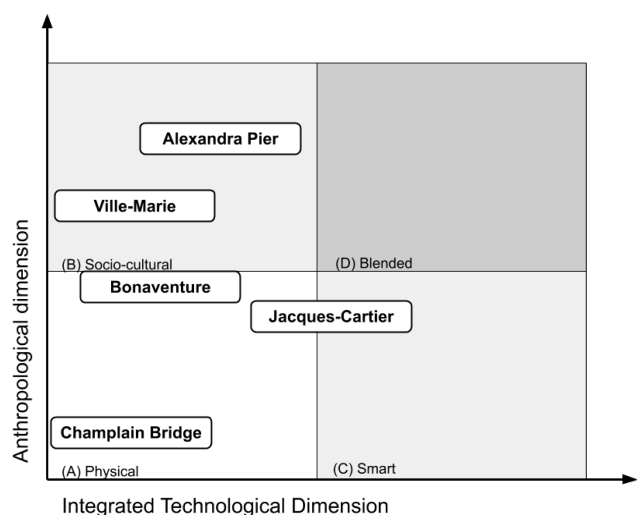 Alexandra Pier
Ville-Marie
(B) Socio-cultural
(D) Blended
Bonaventure
Jacques-Cartier
Champlain Bridge
(A) Physical
(C) Smart
Anthropological dimension
Integrated Technological Dimension